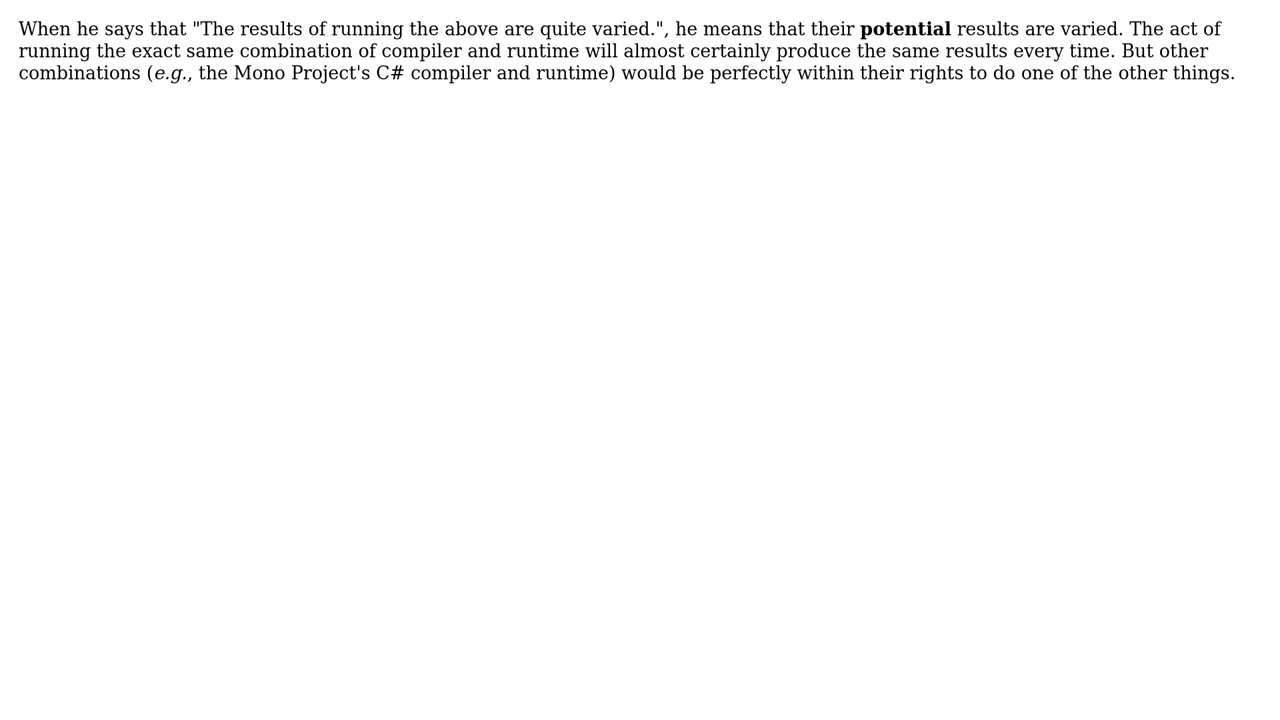 When he says that "The results of running the above are quite varied.", he means that their potential results are varied. The act of
running the exact same combination of compiler and runtime will almost certainly produce the same results every time. But other
combinations (e.g., the Mono Project's C# compiler and runtime) would be perfectly within their rights to do one of the other things.